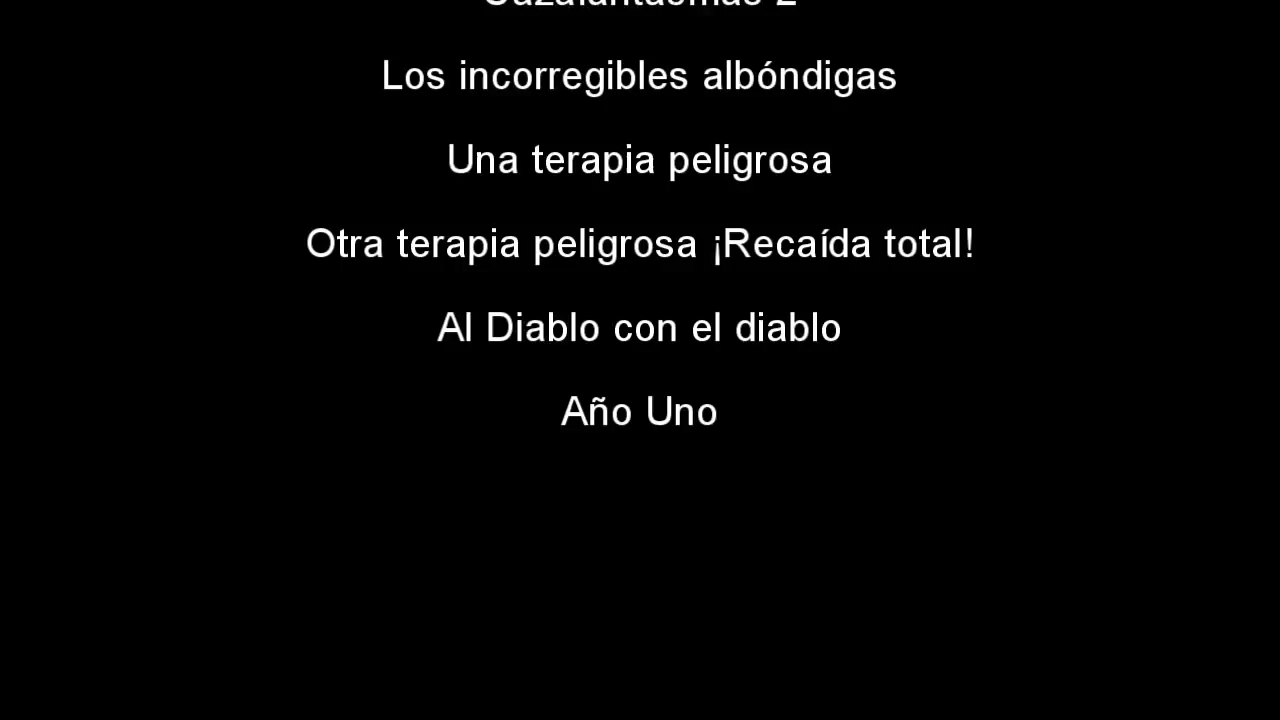 Los incorregibles albóndigas
Una terapia peligrosa
Otra terapia peligrosa ¡Recaída total!
Al Diablo con el diablo
Año Uno